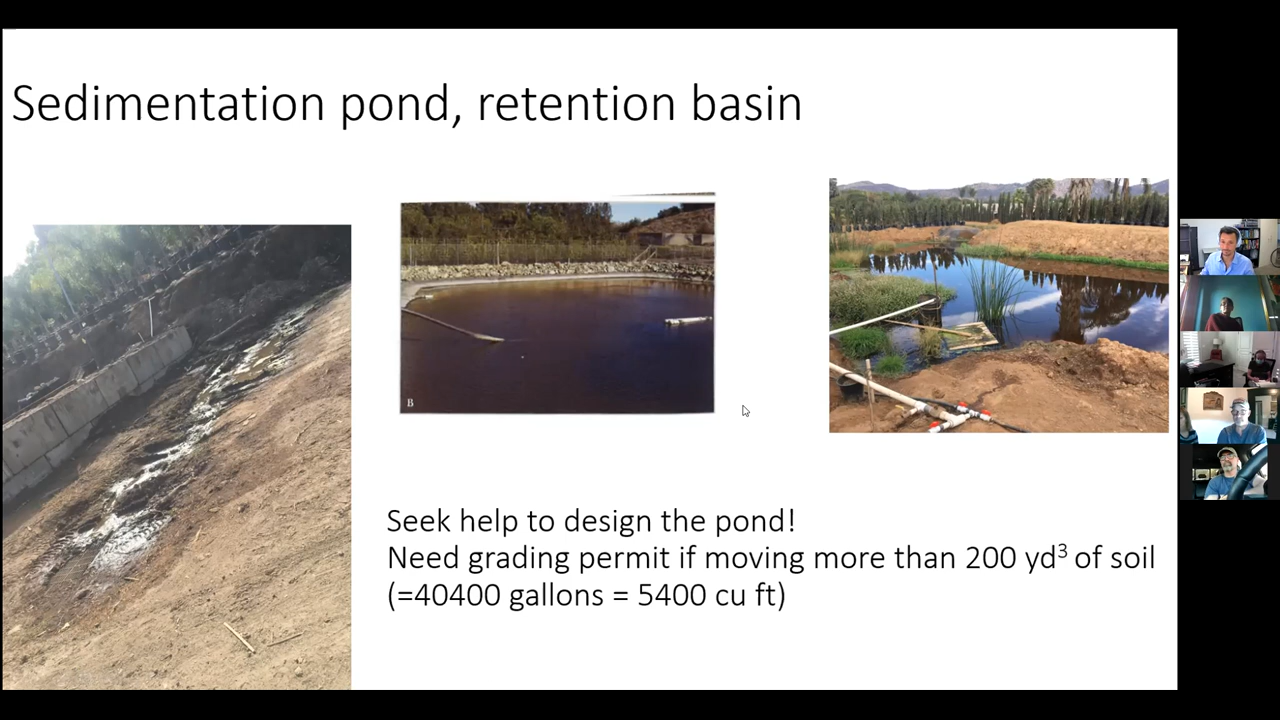 Sedimentation pond, retention basin
B
Seek help to design the pond!
Need grading permit if moving more than 200 yd³ of soil
(=40400 gallons = 5400 cu ft)